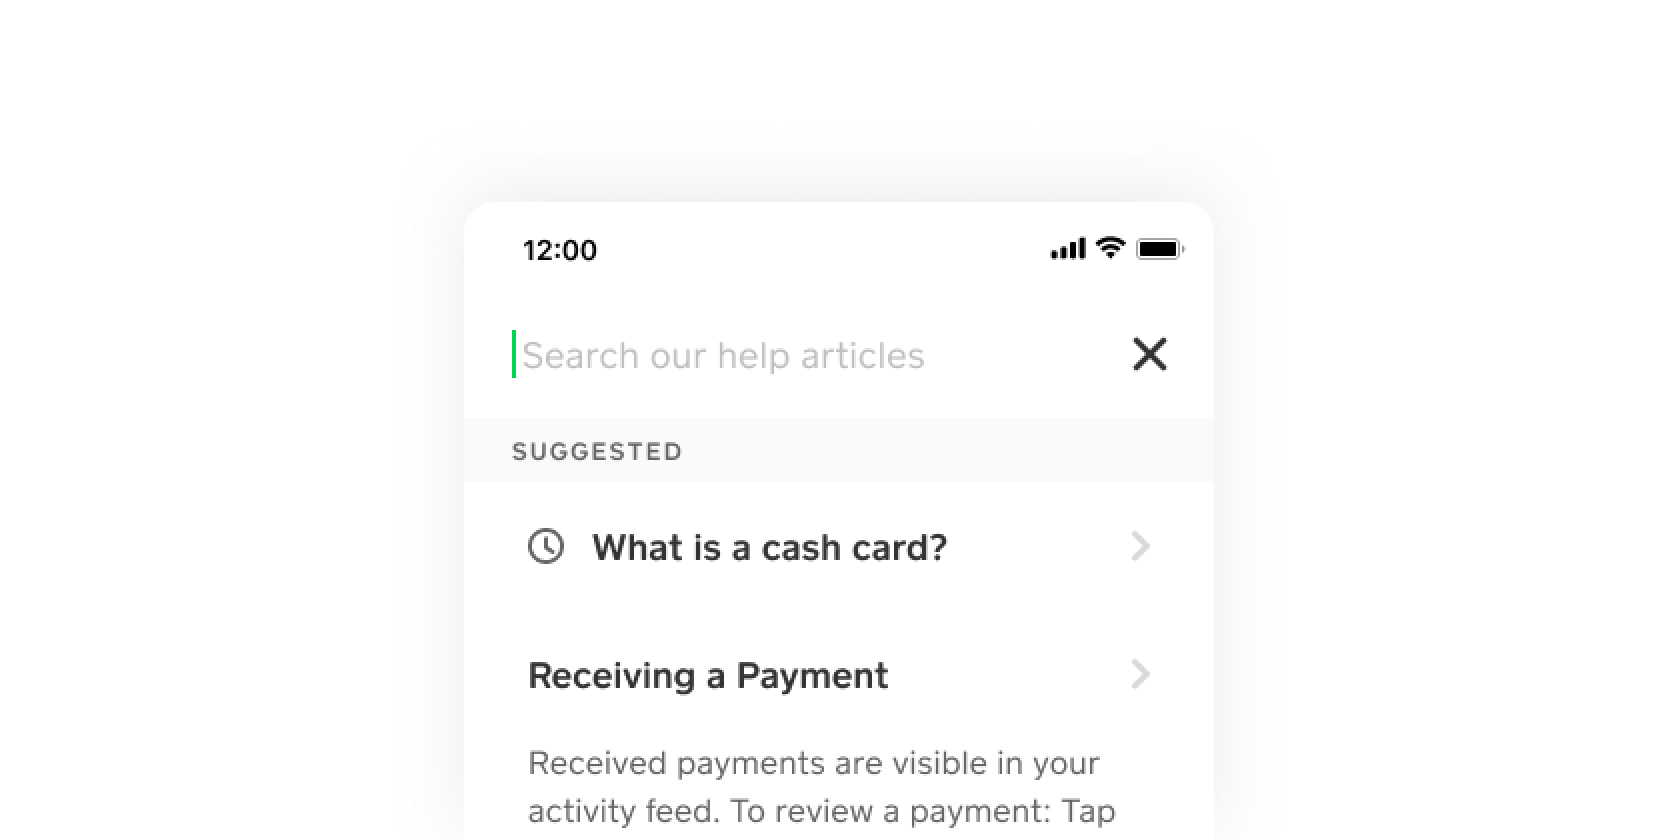 12:00
Search our help articles
SUGGESTED
What is a cash card?
Receiving a Payment
Received payments are visible in your
activity feed. To review a payment: Tap